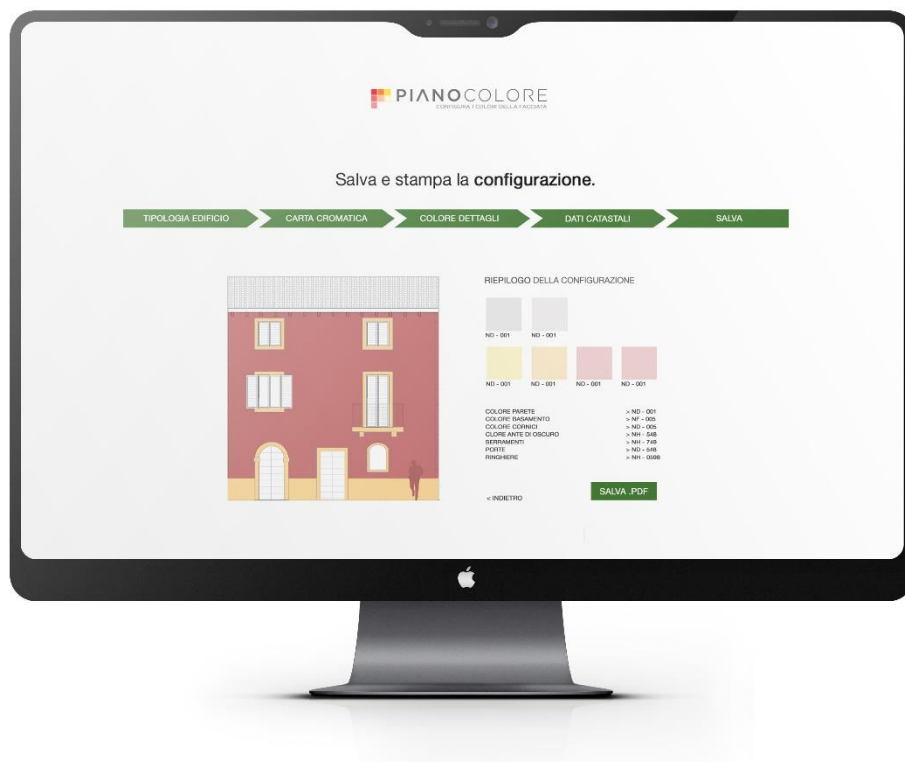 PIANOCOLORE
CONFIGURA I COLORI DELLA FACCIATA
Salva e stampa la configurazione.
TIPOLOGIA EDIFICIO CARTA CROMATICA COLORE DETTAGLI DATI CATASTALI SALVA
RIEPILOGO DELLA CONFIGURAZIONE
ND - 001 ND - 001
ND - 001 ND - 001 ND - 001 ND - 001
COLORE PARETE > ND - 001
COLORE BASAMENTO > NF - 005
COLORE CORNICI > ND - 005
CLORE ANTE DI OSCURO > NH - 548
SERRAMENTI > NH - 748
PORTE > ND - 548
RINGHIERE > NH - 0598
< INDIETRO SALVA .PDF